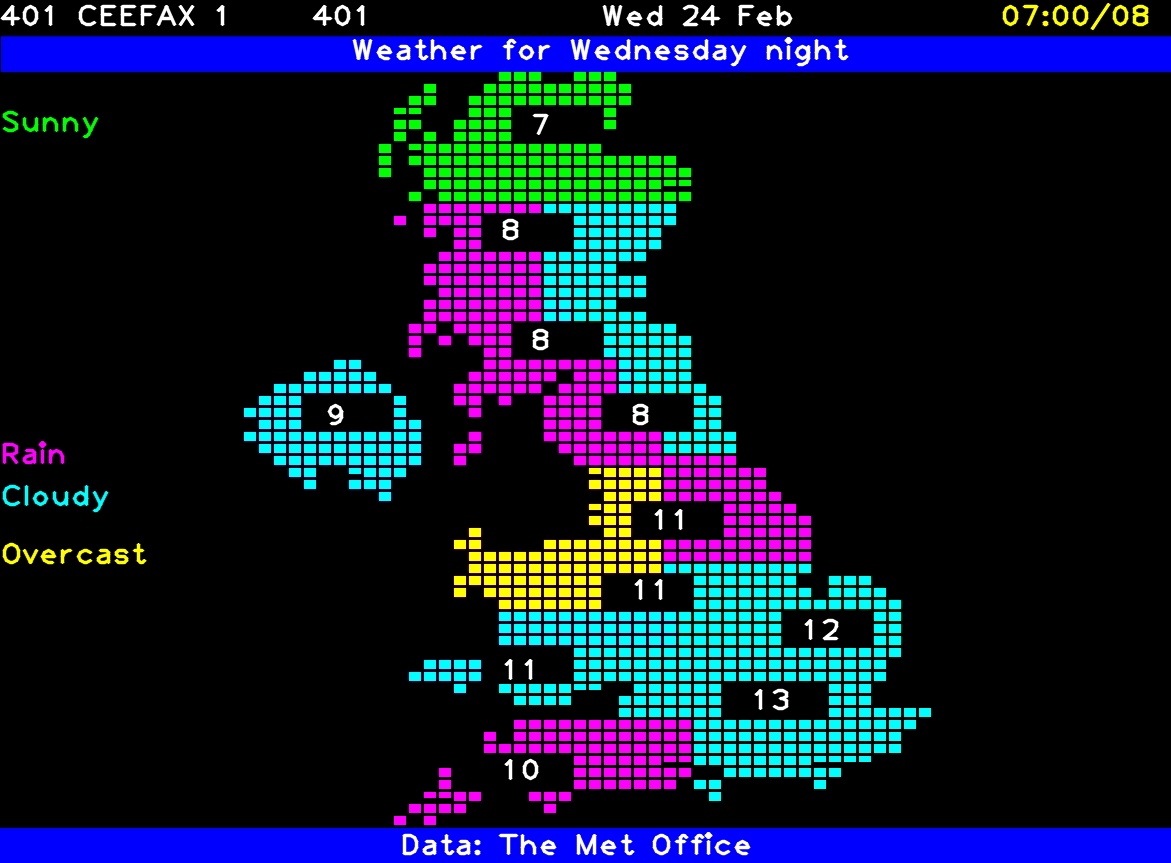 401 CEEFAX 1 401 Wed 24 Feb 07:00/08
Weather for Wednesday night
Sunny
7
8
8
9
8
Rain
Cloudy
11
Overcast
11
12
11
13
10
Data: The Met Office